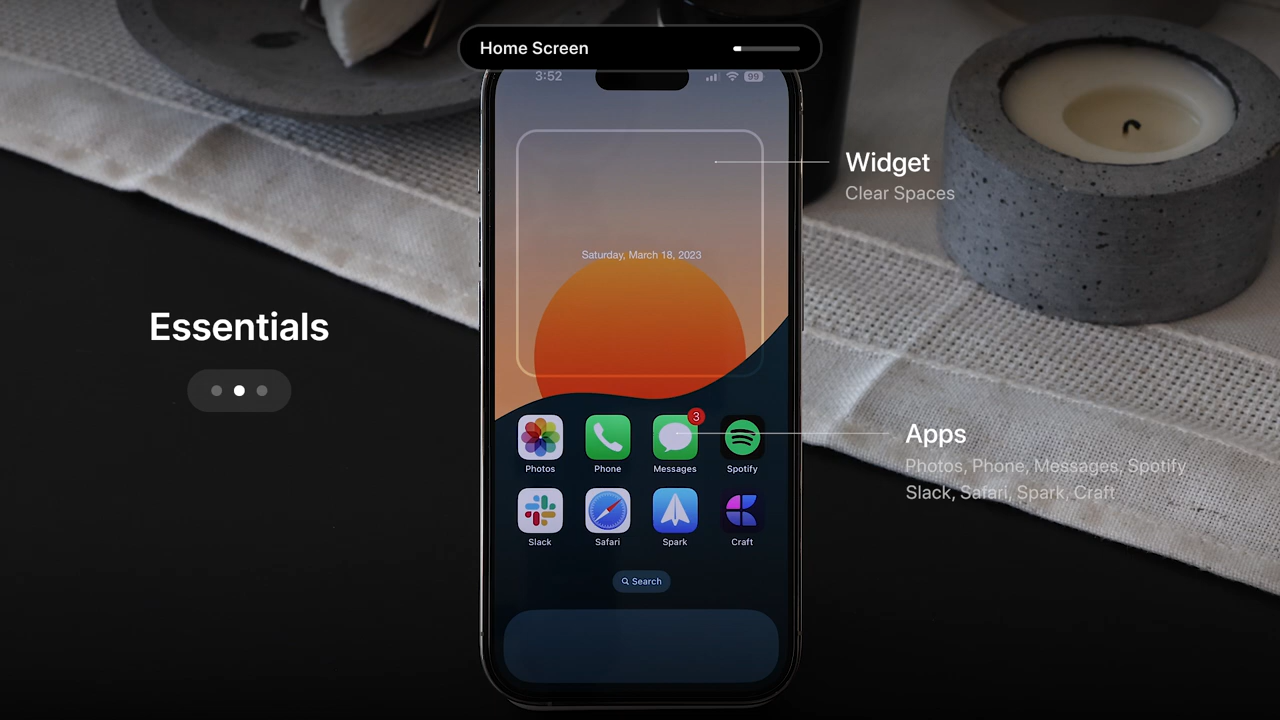 Home Screen
3:52
99
Widget
Clear Spaces
Saturday, March 18, 2023
Essentials
3
Apps
Photos, Phone, Messages, Spotify
Slack, Safari, Spark, Craft
Photos Phone Messages Spotify
Slack Safari Spark Craft
Search